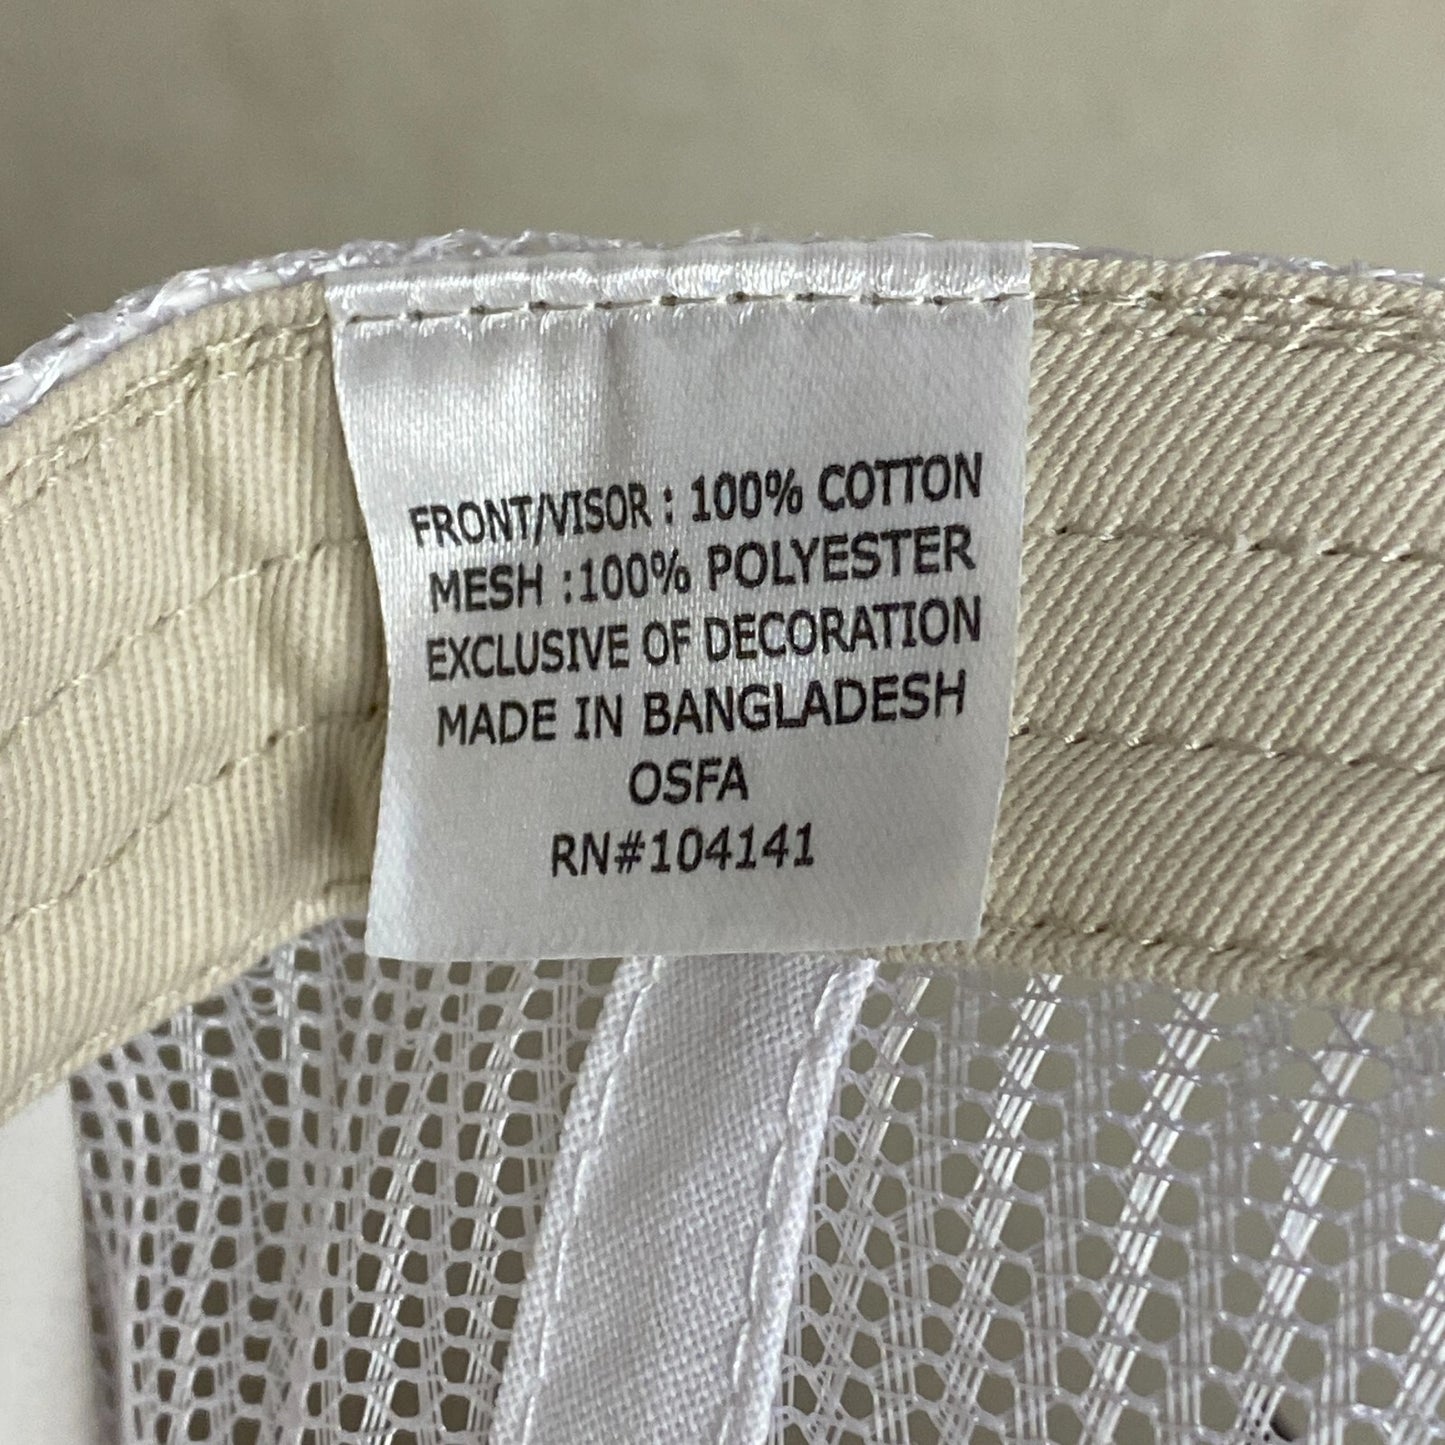 FRONT/VISOR : 100% COTTON
MESH :100% POLYESTER
EXCLUSIVE OF DECORATION
MADE IN BANGLADESH
OSFA
RN#104141